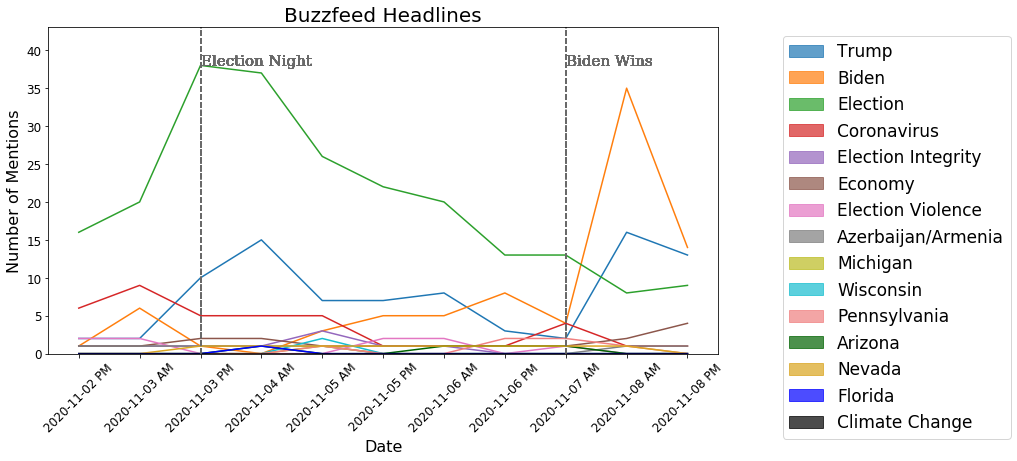 Buzzfeed Headlines
Number of Mentions
40
35
30
25
20
15
10
5
0
Election Night
Biden Wins
2020-11-02 PM
2020-11-03 AM
2020-11-03 PM
2020-11-04 AM
2020-11-05 AM
2020-11-05 PM
2020-11-06 AM
2020-11-06 PM
2020-11-07 AM
2020-11-08 AM
2020-11-08 PM
Date
Trump
Biden
Election
Coronavirus
Election Integrity
Economy
Election Violence
Azerbaijan/Armenia
Michigan
Wisconsin
Pennsylvania
Arizona
Nevada
Florida
Climate Change